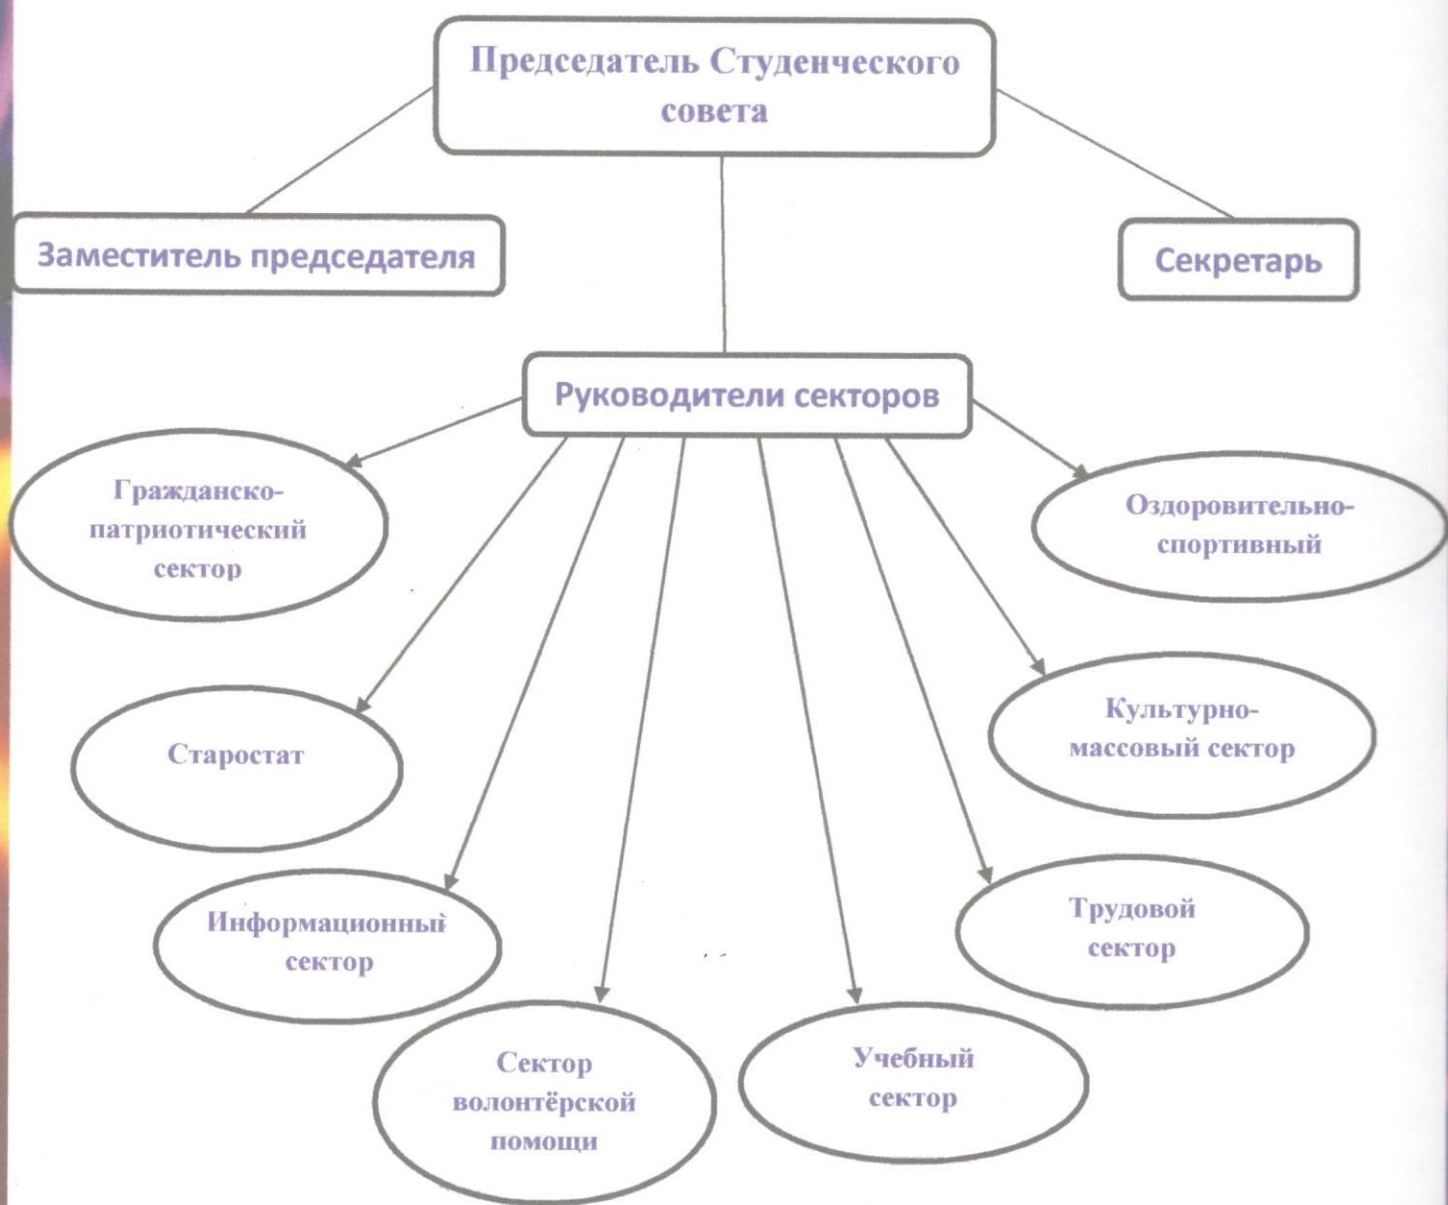 Председатель Студенческого
совета
Заместитель председателя
Секретарь
Руководители секторов
Гражданско-
патриотический
сектор
Оздоровительно-
спортивный
Старостат
Культурно-
массовый сектор
Информационный
сектор
Трудовой
сектор
Сектор
волонтёрской
помощи
Учебный
сектор